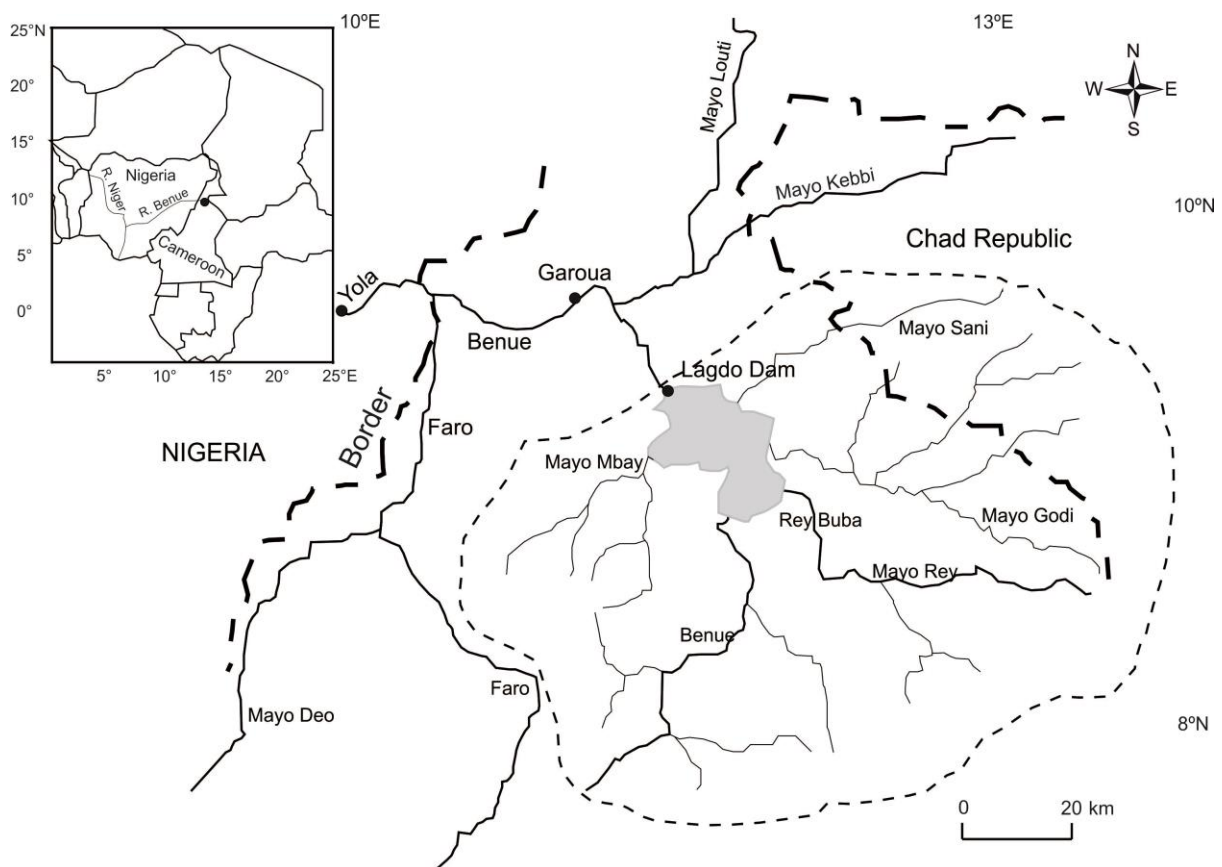 25°N
20°
15°
10°
5°
0°
5°
10°
15°
20°
25°E
Nigeria
R. Niger
R. Benue
Cameroon
10ºE
13ºE
N
W
E
S
Mayo Louti
Mayo Kebbi
10ºN
Chad Republic
Yola
Garoua
Benue
Mayo Sani
Lagdo Dam
Border
Faro
NIGERIA
Mayo Mbay
Rey Buba
Mayo Godi
Mayo Rey
Benue
Faro
Mayo Deo
8ºN
0
20 km